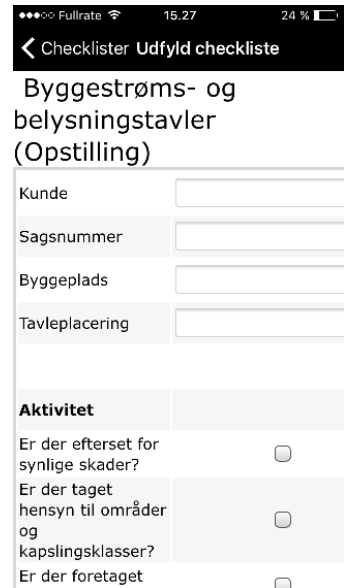 Fullrate 15.27 24 %
Checklister Udfyld checkliste
Byggestrøms- og
belysningstavler
(Opstilling)
Kunde
Sagsnummer
Byggeplads
Tavleplacering
Aktivitet
Er der efterset for
synlige skader?
Er der taget
hensyn til områder
og
kapslingsklasser?
Er der foretaget